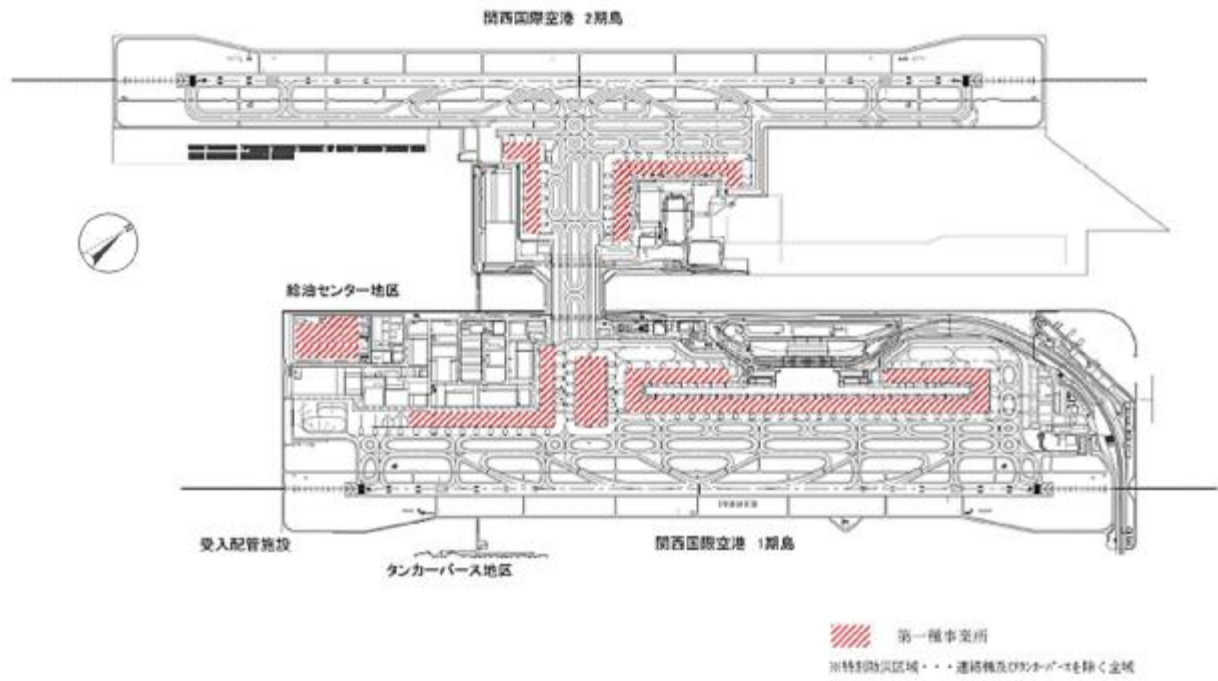 関西国際空港 2期島
給油センター地区
受入配管施設
関西国際空港 1期島
タンカーバース地区
第一種事業所
※特別防災区域・・・連絡橋及びタンカーバースを除く全域